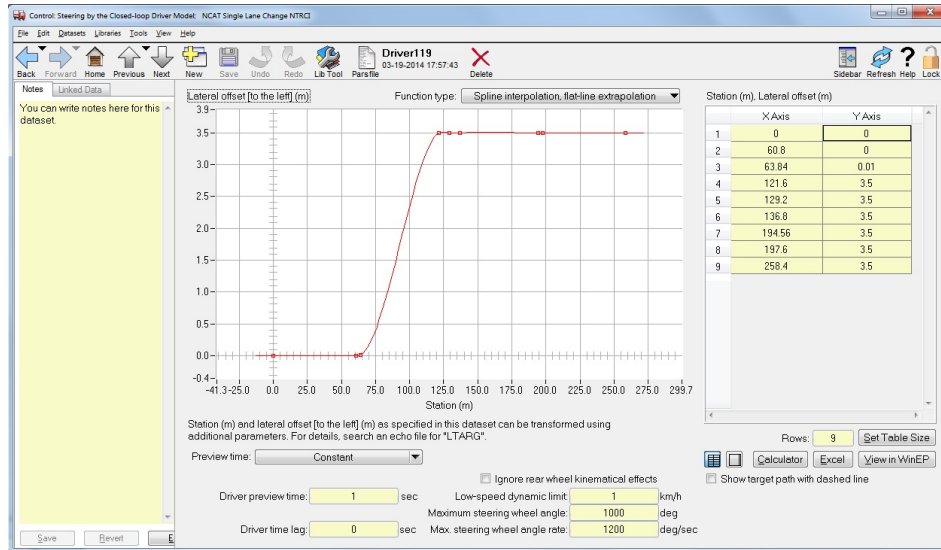 Control: Steering by the Closed-loop Driver Model: NCAT Single Lane Change NTRCI
File Edit Datasets Libraries Tools View Help
Back Forward Home Previous Next New Save Undo Redo Lib Tool Parsfile Driver119 03-19-2014 17:57:43 Delete Sidebar Refresh Help Lock
Notes Linked Data
You can write notes here for this
dataset.
Lateral offset [to the left] (m) Function type: Spline interpolation, flat-line extrapolation
3.9
3.5
3.0
2.5
2.0
1.5
1.0
0.5
0.0
-0.4
-41.3 -25.0 0.0 25.0 50.0 75.0 100.0 125.0 150.0 175.0 200.0 225.0 250.0 275.0 299.7
Station (m)
Station (m), Lateral offset (m)
X Axis Y Axis
1 0 0
2 60.8 0
3 63.84 0.01
4 121.6 3.5
5 129.2 3.5
6 136.8 3.5
7 194.56 3.5
8 197.6 3.5
9 258.4 3.5
Station (m) and lateral offset [to the left] (m) as specified in this dataset can be transformed using
additional parameters. For details, search an echo file for "LTARG".
Preview time: Constant
Rows: 9 Set Table Size
Calculator Excel View in WinEP
Show target path with dashed line
Ignore rear wheel kinematical effects
Driver preview time: 1 sec Low-speed dynamic limit: 1 km/h
Maximum steering wheel angle: 1000 deg
Driver time lag: 0 sec Max. steering wheel angle rate: 1200 deg/sec
Save Revert E